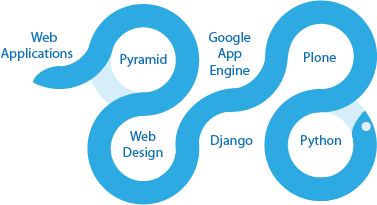 Web
Applications
Pyramid
Google
App
Engine
Plone
Web
Design
Django
Python